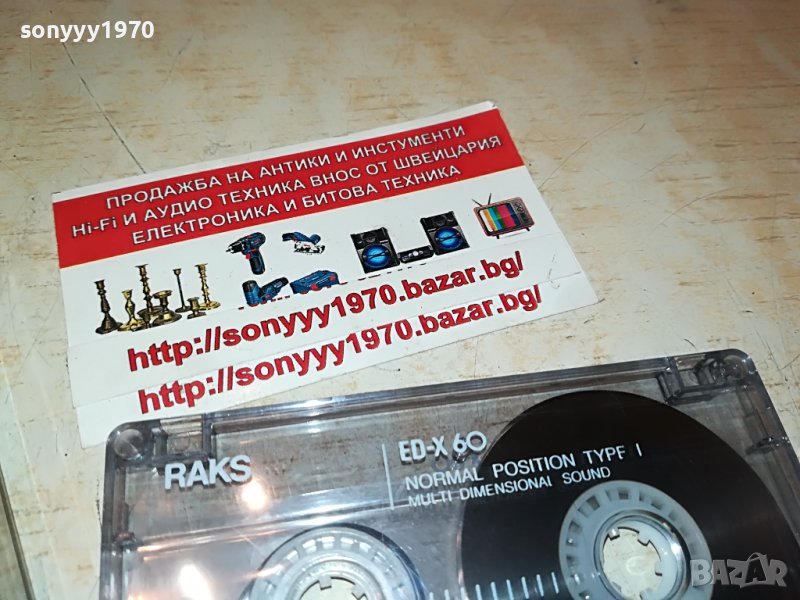 sonyyy1970
ПРОДАЖБА НА АНТИКИ И ИНСТУМЕНТИ
Hi-Fi И АУДИО ТЕХНИКА ВНОС ОТ ШВЕЙЦАРИЯ
ЕЛЕКТРОНИКА И БИТОВА ТЕХНИКА
http://sonyyy1970.bazar.bg/
http://sonyyy1970.bazar.bg/
RAKS
ED-X 60
NORMAL POSITION TYPE I
MULTI DIMENSIONAL SOUND
BAZAR